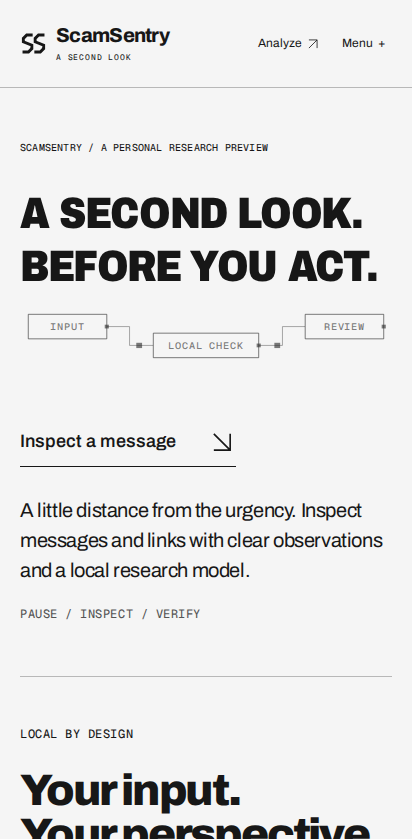 ScamSentry
A SECOND LOOK
Analyze
Menu +
SCAMSENTRY / A PERSONAL RESEARCH PREVIEW
A SECOND LOOK.
BEFORE YOU ACT.
INPUT
LOCAL CHECK
REVIEW
Inspect a message
A little distance from the urgency. Inspect
messages and links with clear observations
and a local research model.
PAUSE / INSPECT / VERIFY
LOCAL BY DESIGN
Your input.
Your perspective